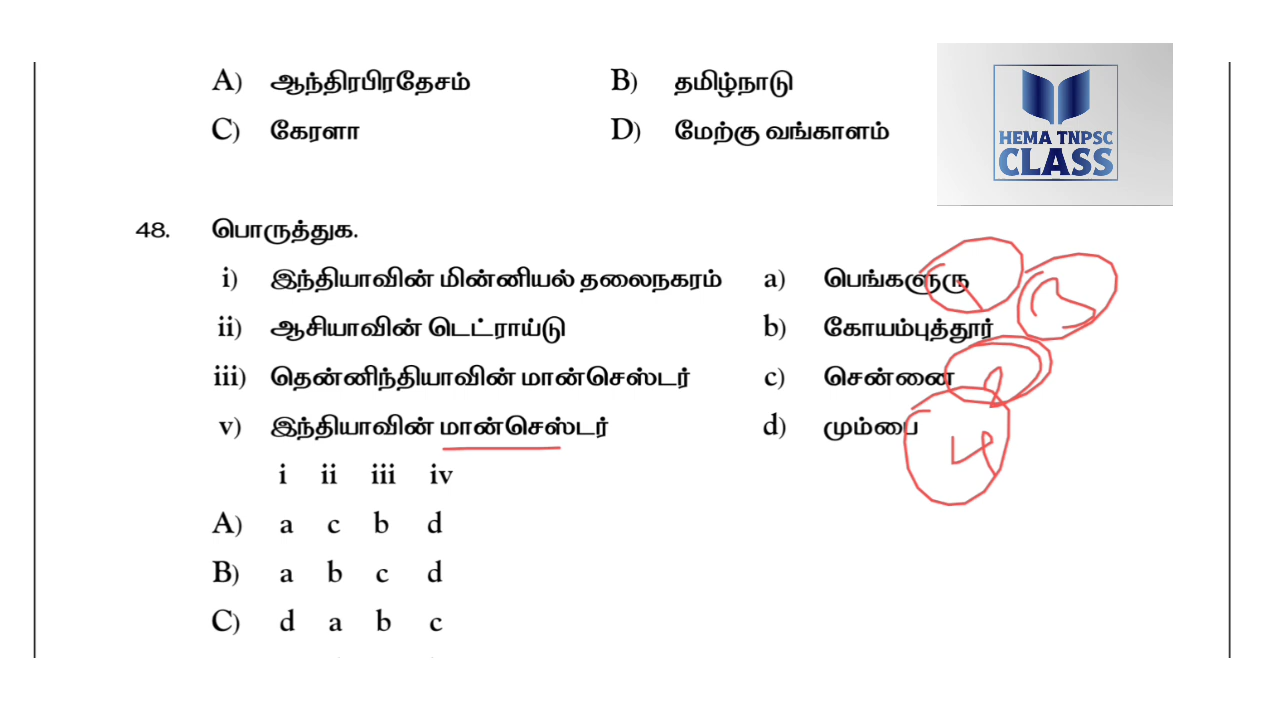 A) ஆந்திரபிரதேசம் B) தமிழ்நாடு
C) கேரளா D) மேற்கு வங்காளம்
HEMA TNPSC
CLASS
48. பொருத்துக.
i) இந்தியாவின் மின்னியல் தலைநகரம் a) பெங்களுரு
ii) ஆசியாவின் டெட்ராய்டு b) கோயம்புத்தூர்
iii) தென்னிந்தியாவின் மான்செஸ்டர் c) சென்னை
v) இந்தியாவின் மான்செஸ்டர் d) மும்பை
i ii iii iv
A) a c b d
B) a b c d
C) d a b c